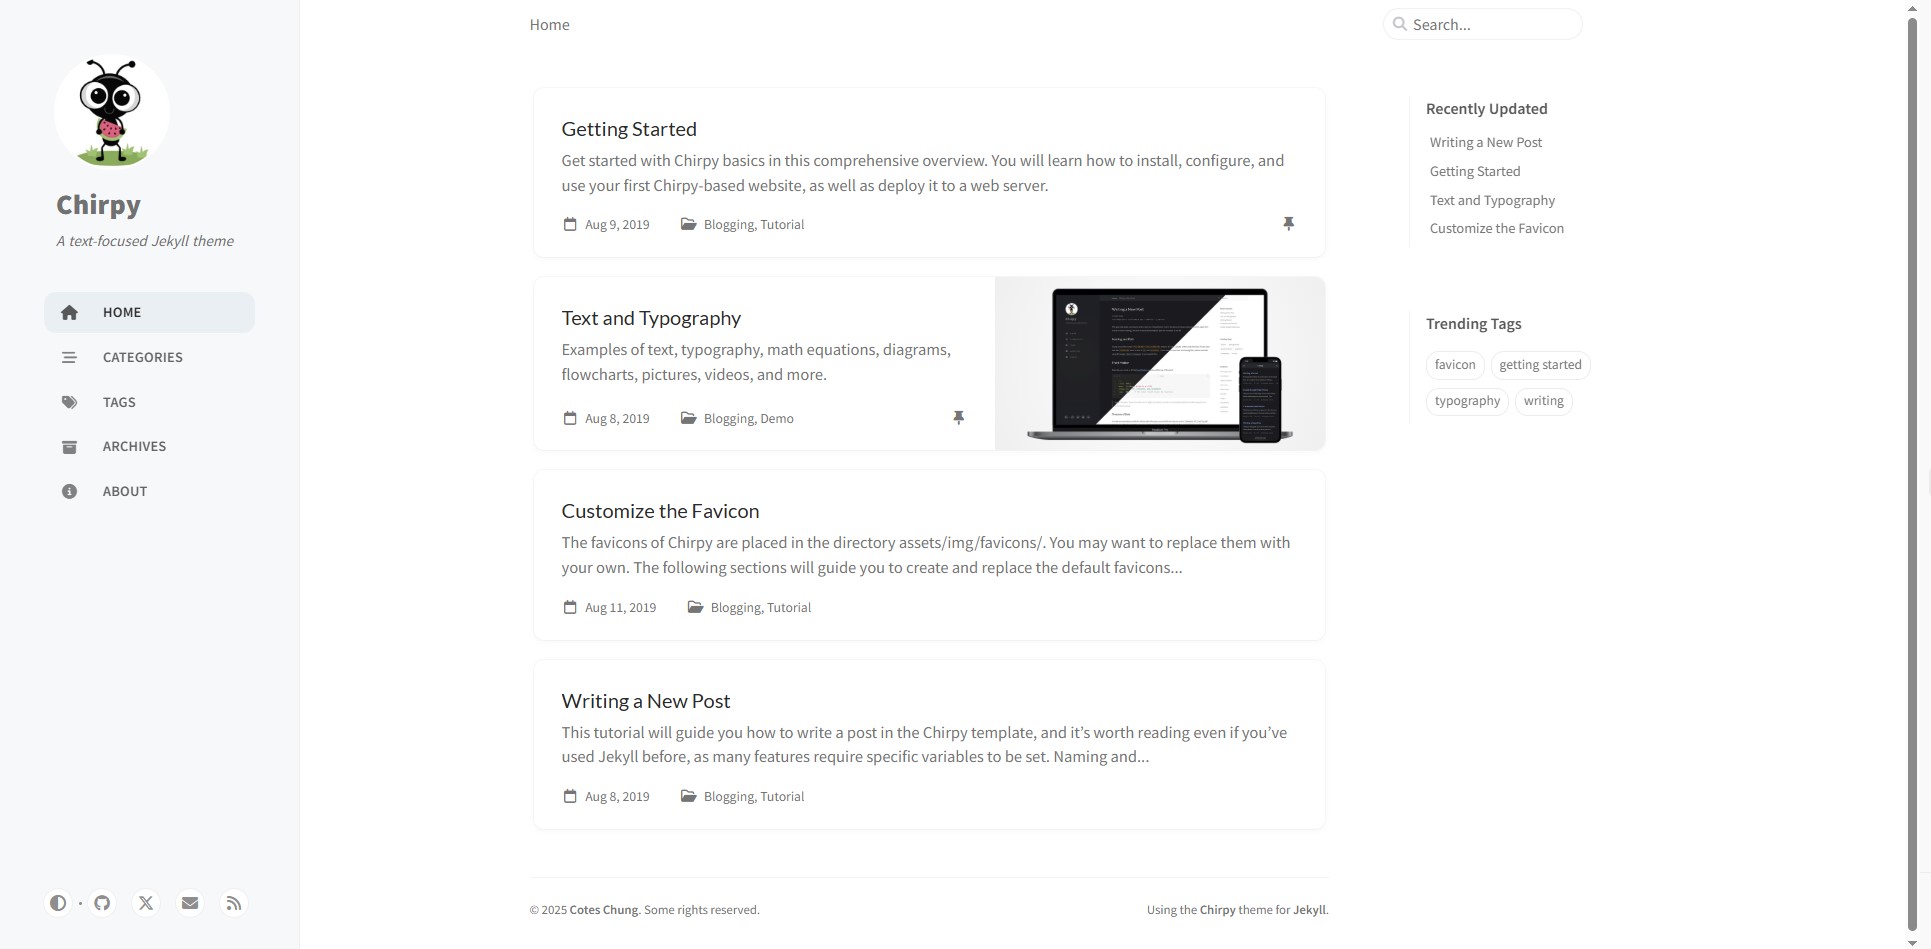 Chirpy
A text-focused Jekyll theme
HOME
CATEGORIES
TAGS
ARCHIVES
ABOUT
Home
Search...
Getting Started
Get started with Chirpy basics in this comprehensive overview. You will learn how to install, configure, and
use your first Chirpy-based website, as well as deploy it to a web server.
Aug 9, 2019 Blogging, Tutorial
Text and Typography
Examples of text, typography, math equations, diagrams,
flowcharts, pictures, videos, and more.
Aug 8, 2019 Blogging, Demo
Customize the Favicon
The favicons of Chirpy are placed in the directory assets/img/favicons/. You may want to replace them with
your own. The following sections will guide you to create and replace the default favicons...
Aug 11, 2019 Blogging, Tutorial
Writing a New Post
This tutorial will guide you how to write a post in the Chirpy template, and it’s worth reading even if you’ve
used Jekyll before, as many features require specific variables to be set. Naming and...
Aug 8, 2019 Blogging, Tutorial
Recently Updated
Writing a New Post
Getting Started
Text and Typography
Customize the Favicon
Trending Tags
favicon getting started
typography writing
© 2025 Cotes Chung. Some rights reserved.
Using the Chirpy theme for Jekyll.